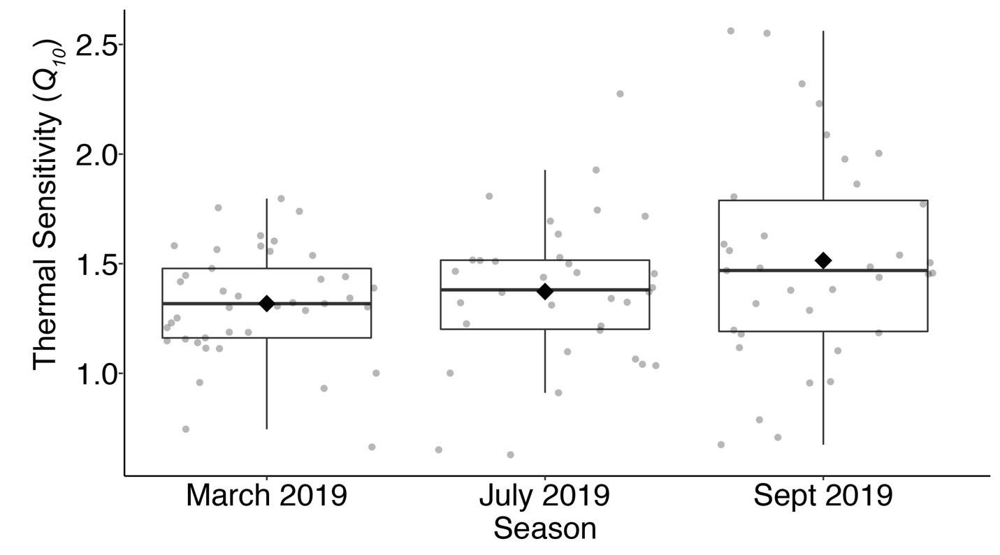 Thermal Sensitivity (Q10)
2.5
2.0
1.5
1.0
March 2019
July 2019
Sept 2019
Season